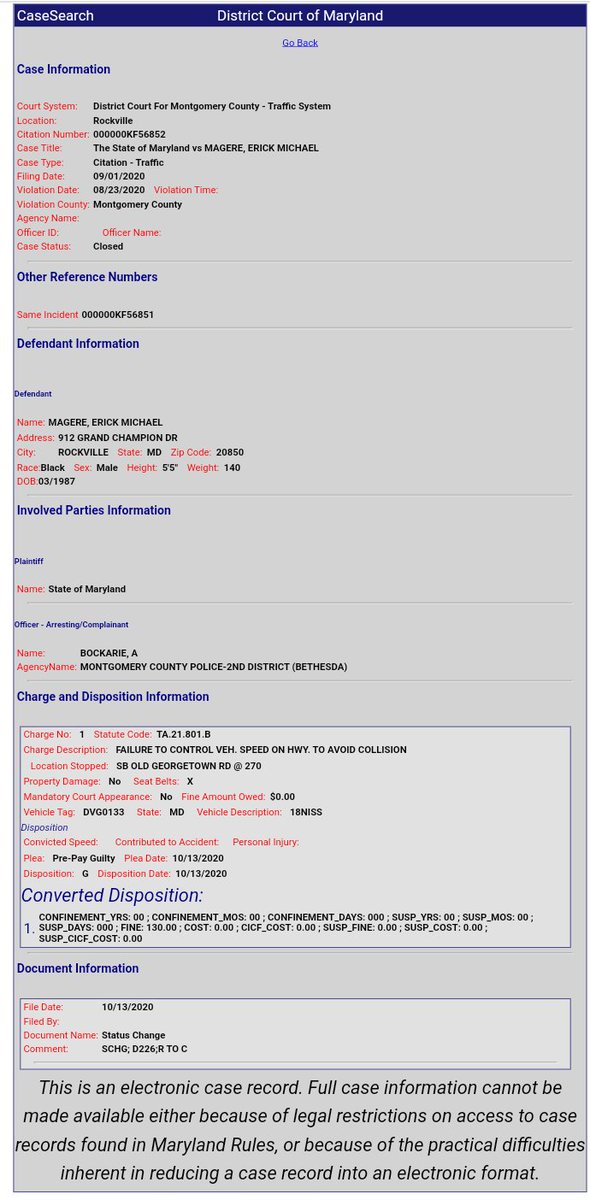 CaseSearch District Court of Maryland
Go Back
Case Information
Court System: District Court For Montgomery County - Traffic System
Location: Rockville
Citation Number: 000000KF56852
Case Title: The State of Maryland vs MAGERE, ERICK MICHAEL
Case Type: Citation - Traffic
Filing Date: 09/01/2020
Violation Date: 08/23/2020 Violation Time:
Violation County: Montgomery County
Agency Name:
Officer ID: Officer Name:
Case Status: Closed
Other Reference Numbers
Same Incident 000000KF56851
Defendant Information
Defendant
Name: MAGERE, ERICK MICHAEL
Address: 912 GRAND CHAMPION DR
City: ROCKVILLE State: MD Zip Code: 20850
Race:Black Sex: Male Height: 5'5" Weight: 140
DOB:03/1987
Involved Parties Information
Plaintiff
Name: State of Maryland
Officer - Arresting/Complainant
Name: BOCKARIE, A
AgencyName: MONTGOMERY COUNTY POLICE-2ND DISTRICT (BETHESDA)
Charge and Disposition Information
Charge No: 1 Statute Code: TA.21.801.B
Charge Description: FAILURE TO CONTROL VEH. SPEED ON HWY. TO AVOID COLLISION
Location Stopped: SB OLD GEORGETOWN RD @ 270
Property Damage: No Seat Belts: X
Mandatory Court Appearance: No Fine Amount Owed: $0.00
Vehicle Tag: DVG0133 State: MD Vehicle Description: 18NISS
Disposition
Convicted Speed: Contributed to Accident: Personal Injury:
Plea: Pre-Pay Guilty Plea Date: 10/13/2020
Disposition: G Disposition Date: 10/13/2020
Converted Disposition:
1. CONFINEMENT_YRS: 00 ; CONFINEMENT_MOS: 00 ; CONFINEMENT_DAYS: 000 ; SUSP_YRS: 00 ; SUSP_MOS: 00 ;
SUSP_DAYS: 000 ; FINE: 130.00 ; COST: 0.00 ; CICF_COST: 0.00 ; SUSP_FINE: 0.00 ; SUSP_COST: 0.00 ;
SUSP_CICF_COST: 0.00
Document Information
File Date: 10/13/2020
Filed By:
Document Name: Status Change
Comment: SCHG; D226;R TO C
This is an electronic case record. Full case information cannot be
made available either because of legal restrictions on access to case
records found in Maryland Rules, or because of the practical difficulties
inherent in reducing a case record into an electronic format.